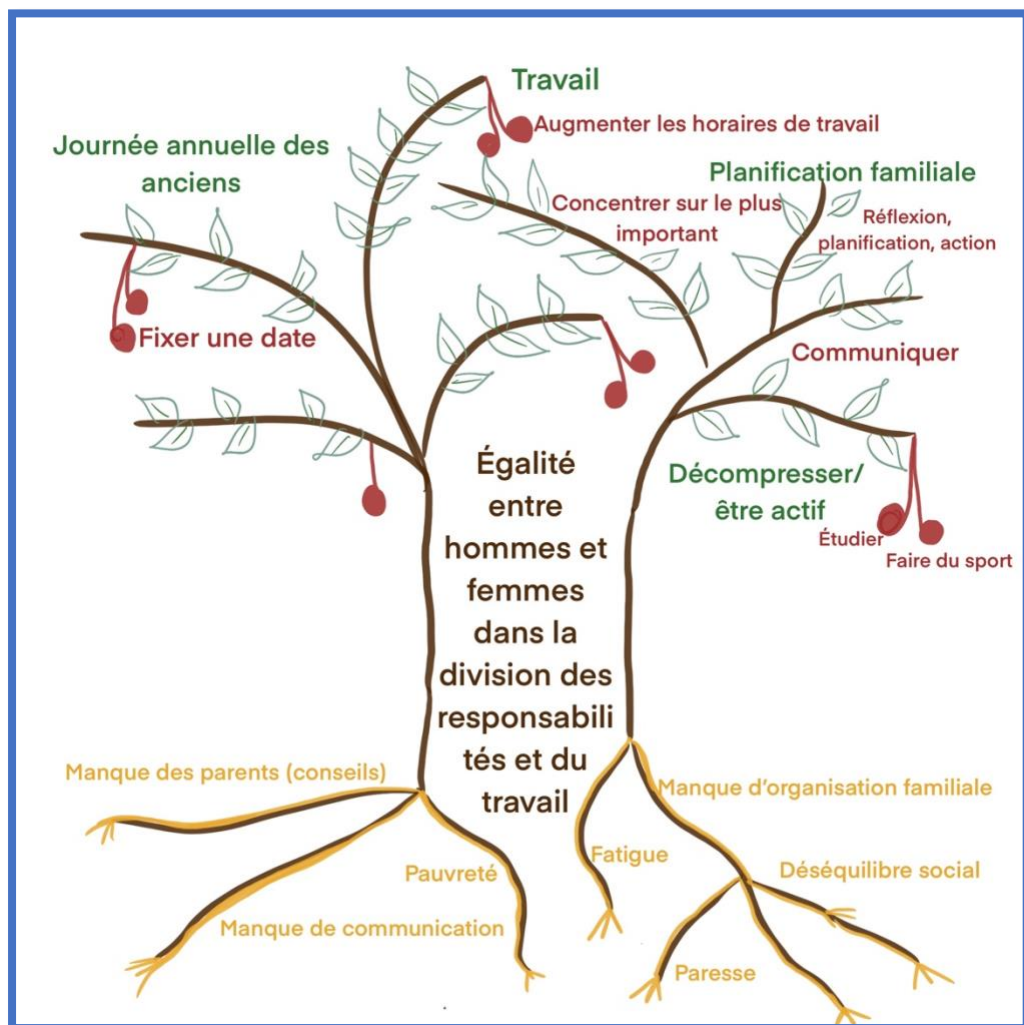 Travail
Augmenter les horaires de travail
Journée annuelle des
anciens
Planification familiale
Concentrer sur le plus
important
Réflexion,
planification, action
Fixer une date
Communiquer
Décompresser/
être actif
Étudier
Faire du sport
Égalité
entre
hommes et
femmes
dans la
division des
responsabili
tés et du
travail
Manque des parents (conseils)
Manque d'organisation familiale
Pauvreté
Fatigue
Déséquilibre social
Manque de communication
Paresse